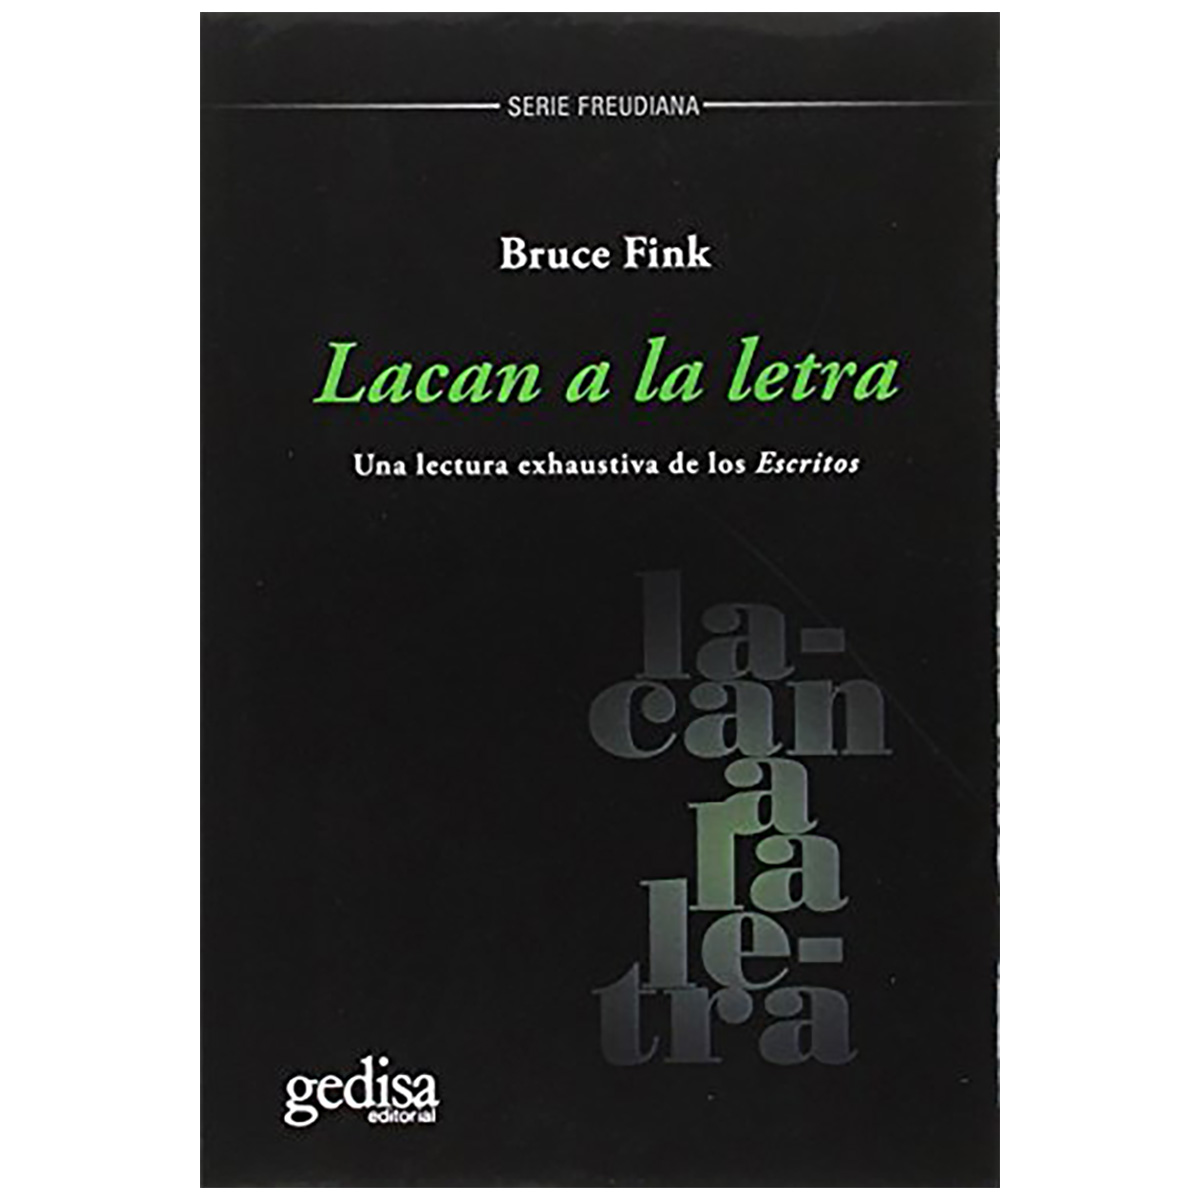 SERIE FREUDIANA
Bruce Fink
Lacan a la letra
Una lectura exhaustiva de los Escritos
la-
can
a
la
le-
tra
gedisa
editorial